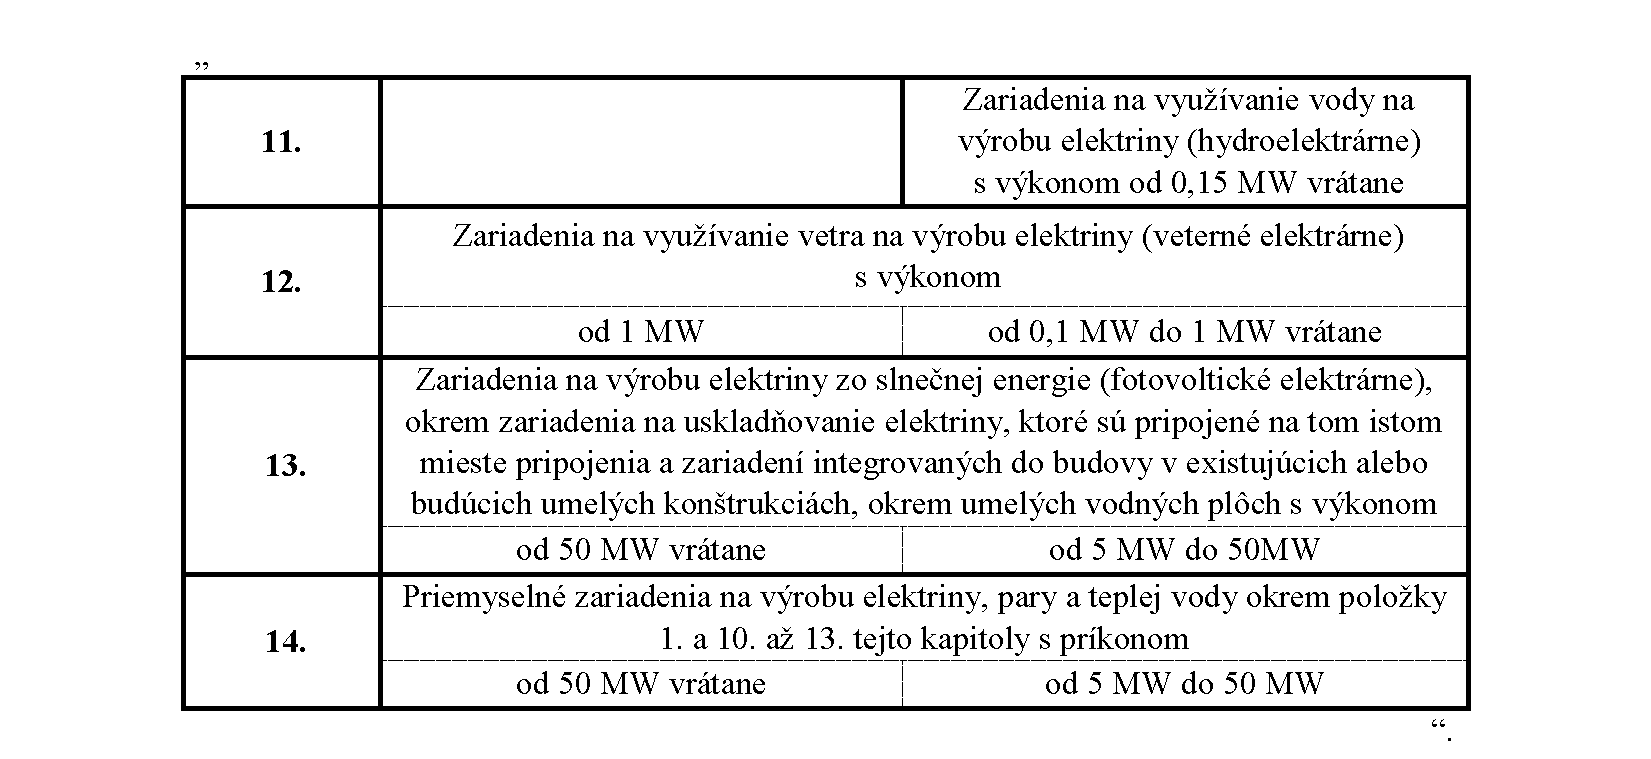 „
11.
Zariadenia na využívanie vody na
výrobu elektriny (hydroelektrárne)
s výkonom od 0,15 MW vrátane
12.
Zariadenia na využívanie vetra na výrobu elektriny (veterné elektrárne)
s výkonom
od 1 MW
od 0,1 MW do 1 MW vrátane
13.
Zariadenia na výrobu elektriny zo slnečnej energie (fotovoltické elektrárne),
okrem zariadenia na uskladňovanie elektriny, ktoré sú pripojené na tom istom
mieste pripojenia a zariadení integrovaných do budovy v existujúcich alebo
budúcich umelých konštrukciách, okrem umelých vodných plôch s výkonom
od 50 MW vrátane
od 5 MW do 50MW
14.
Priemyselné zariadenia na výrobu elektriny, pary a teplej vody okrem položky
1. a 10. až 13. tejto kapitoly s príkonom
od 50 MW vrátane
od 5 MW do 50 MW
“.